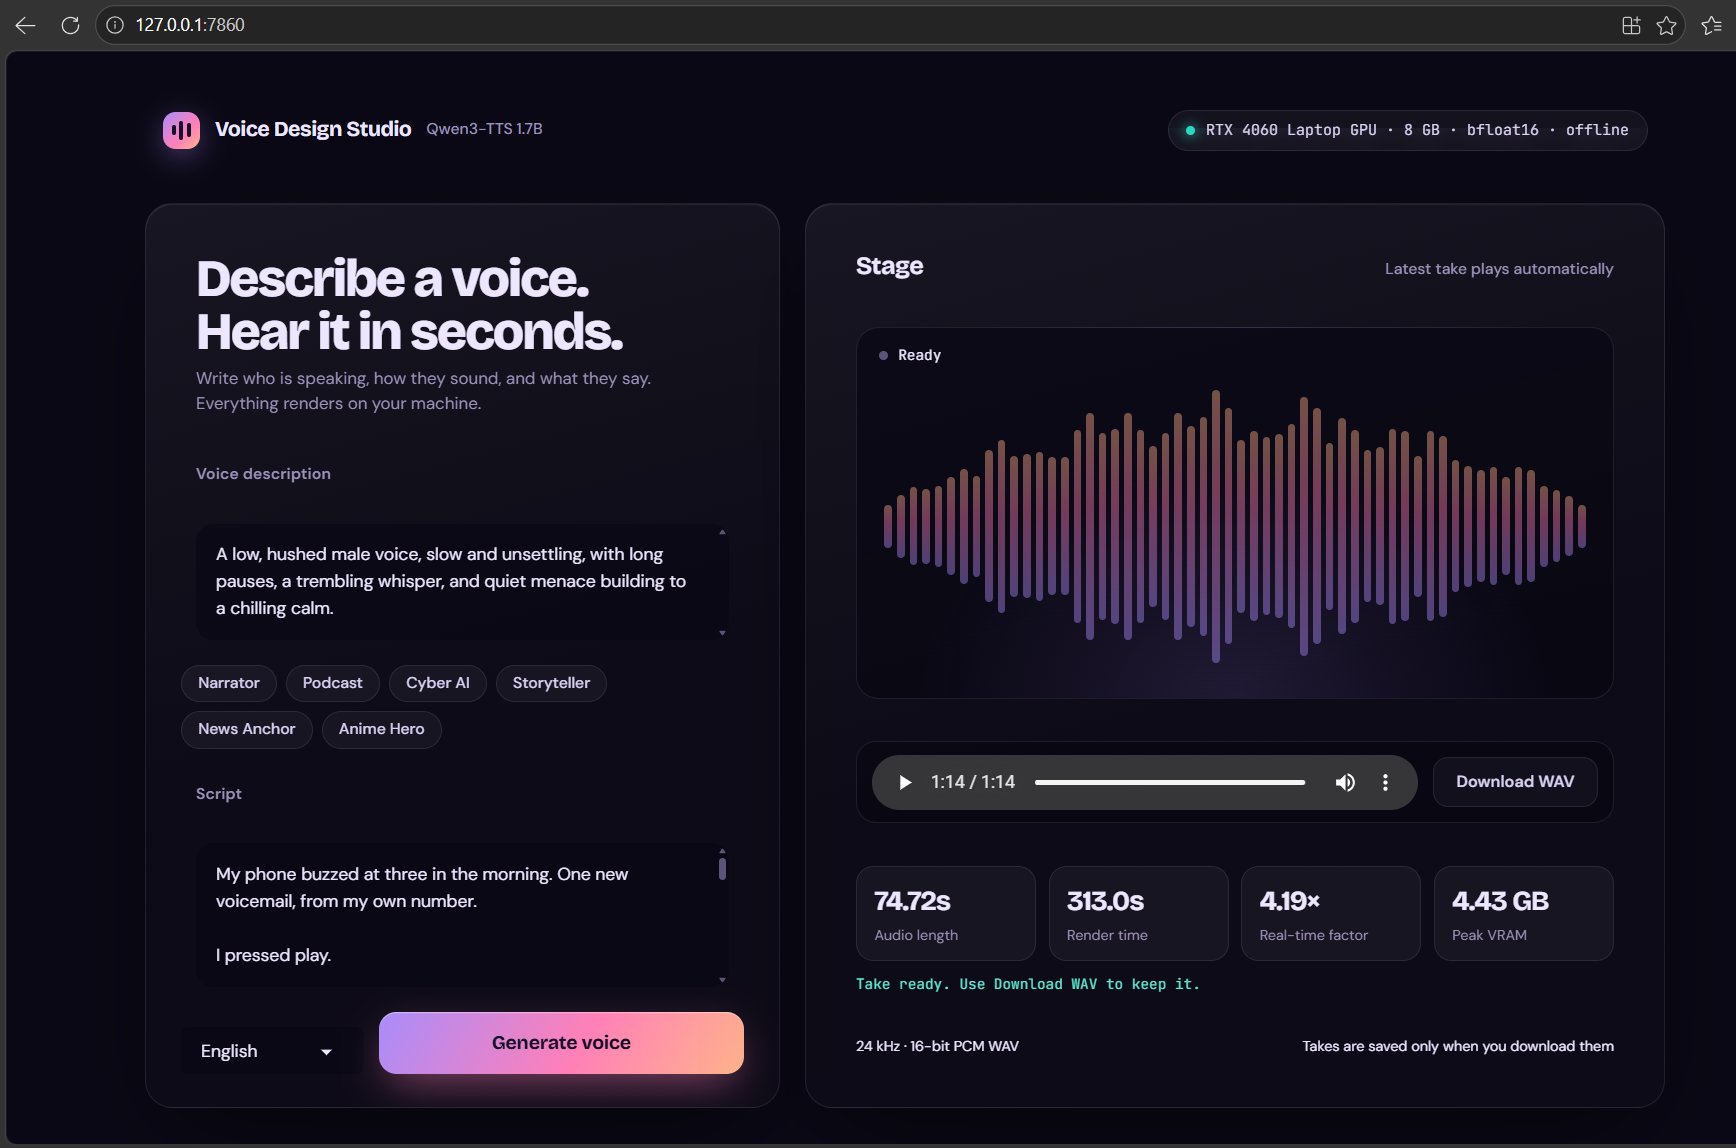 127.0.0.1:7860
Voice Design Studio Qwen3-TTS 1.7B
RTX 4060 Laptop GPU · 8 GB · bfloat16 · offline
Describe a voice.
Hear it in seconds.
Write who is speaking, how they sound, and what they say.
Everything renders on your machine.
Voice description
A low, hushed male voice, slow and unsettling, with long
pauses, a trembling whisper, and quiet menace building to
a chilling calm.
Narrator Podcast Cyber AI Storyteller
News Anchor Anime Hero
Script
My phone buzzed at three in the morning. One new
voicemail, from my own number.
I pressed play.
English
Generate voice
Stage
Latest take plays automatically
Ready
1:14 / 1:14
Download WAV
74.72s
Audio length
313.0s
Render time
4.19×
Real-time factor
4.43 GB
Peak VRAM
Take ready. Use Download WAV to keep it.
24 kHz · 16-bit PCM WAV
Takes are saved only when you download them